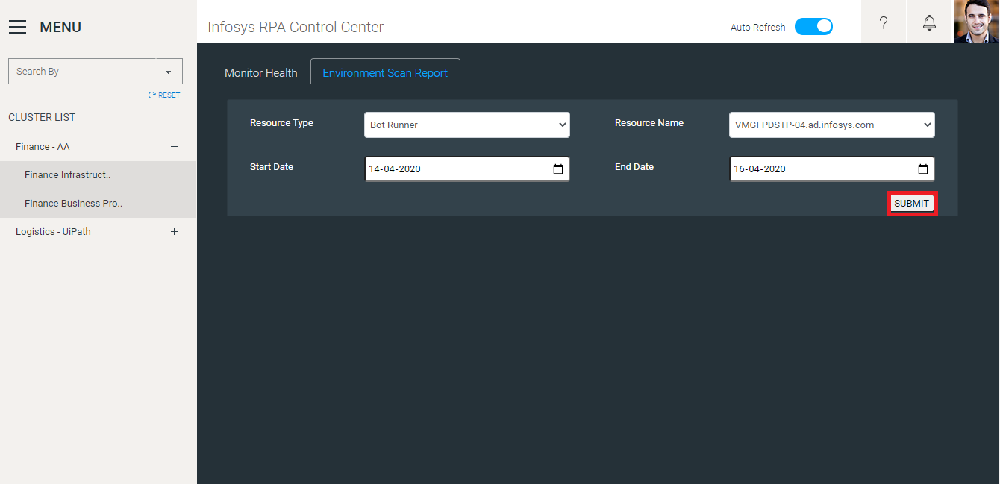 MENU
Infosys RPA Control Center
Auto Refresh
?
Search By
RESET
CLUSTER LIST
Finance - AA
Finance Infrastruct..
Finance Business Pro..
Logistics - UiPath
Monitor Health
Environment Scan Report
Resource Type
Bot Runner
Resource Name
VMGFPDSTP-04.ad.infosys.com
Start Date
14-04-2020
End Date
16-04-2020
SUBMIT